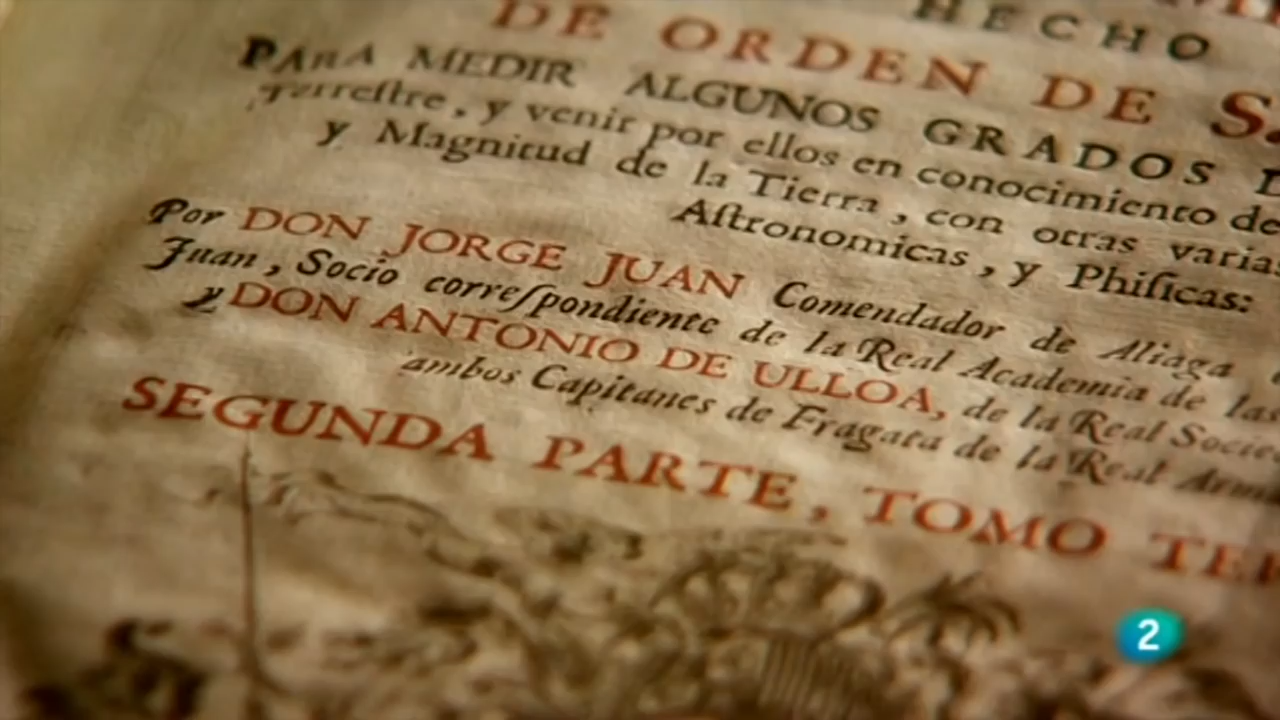 HECHO
DE ORDEN DE S
PARA MEDIR ALGUNOS GRADOS D
Terreſtre, y venir por ellos en conocimiento de
y Magnitud de la Tierra, con otras varias
Aſtronomicas, y Phiſicas:
Por DON JORGE JUAN Comendador de Aliaga
Juan, Socio correſpondiente de la Real Academia de las
y DON ANTONIO DE ULLOA, de la Real Socie
ambos Capitanes de Fragata de la Real Arma
SEGUNDA PARTE, TOMO TER
2